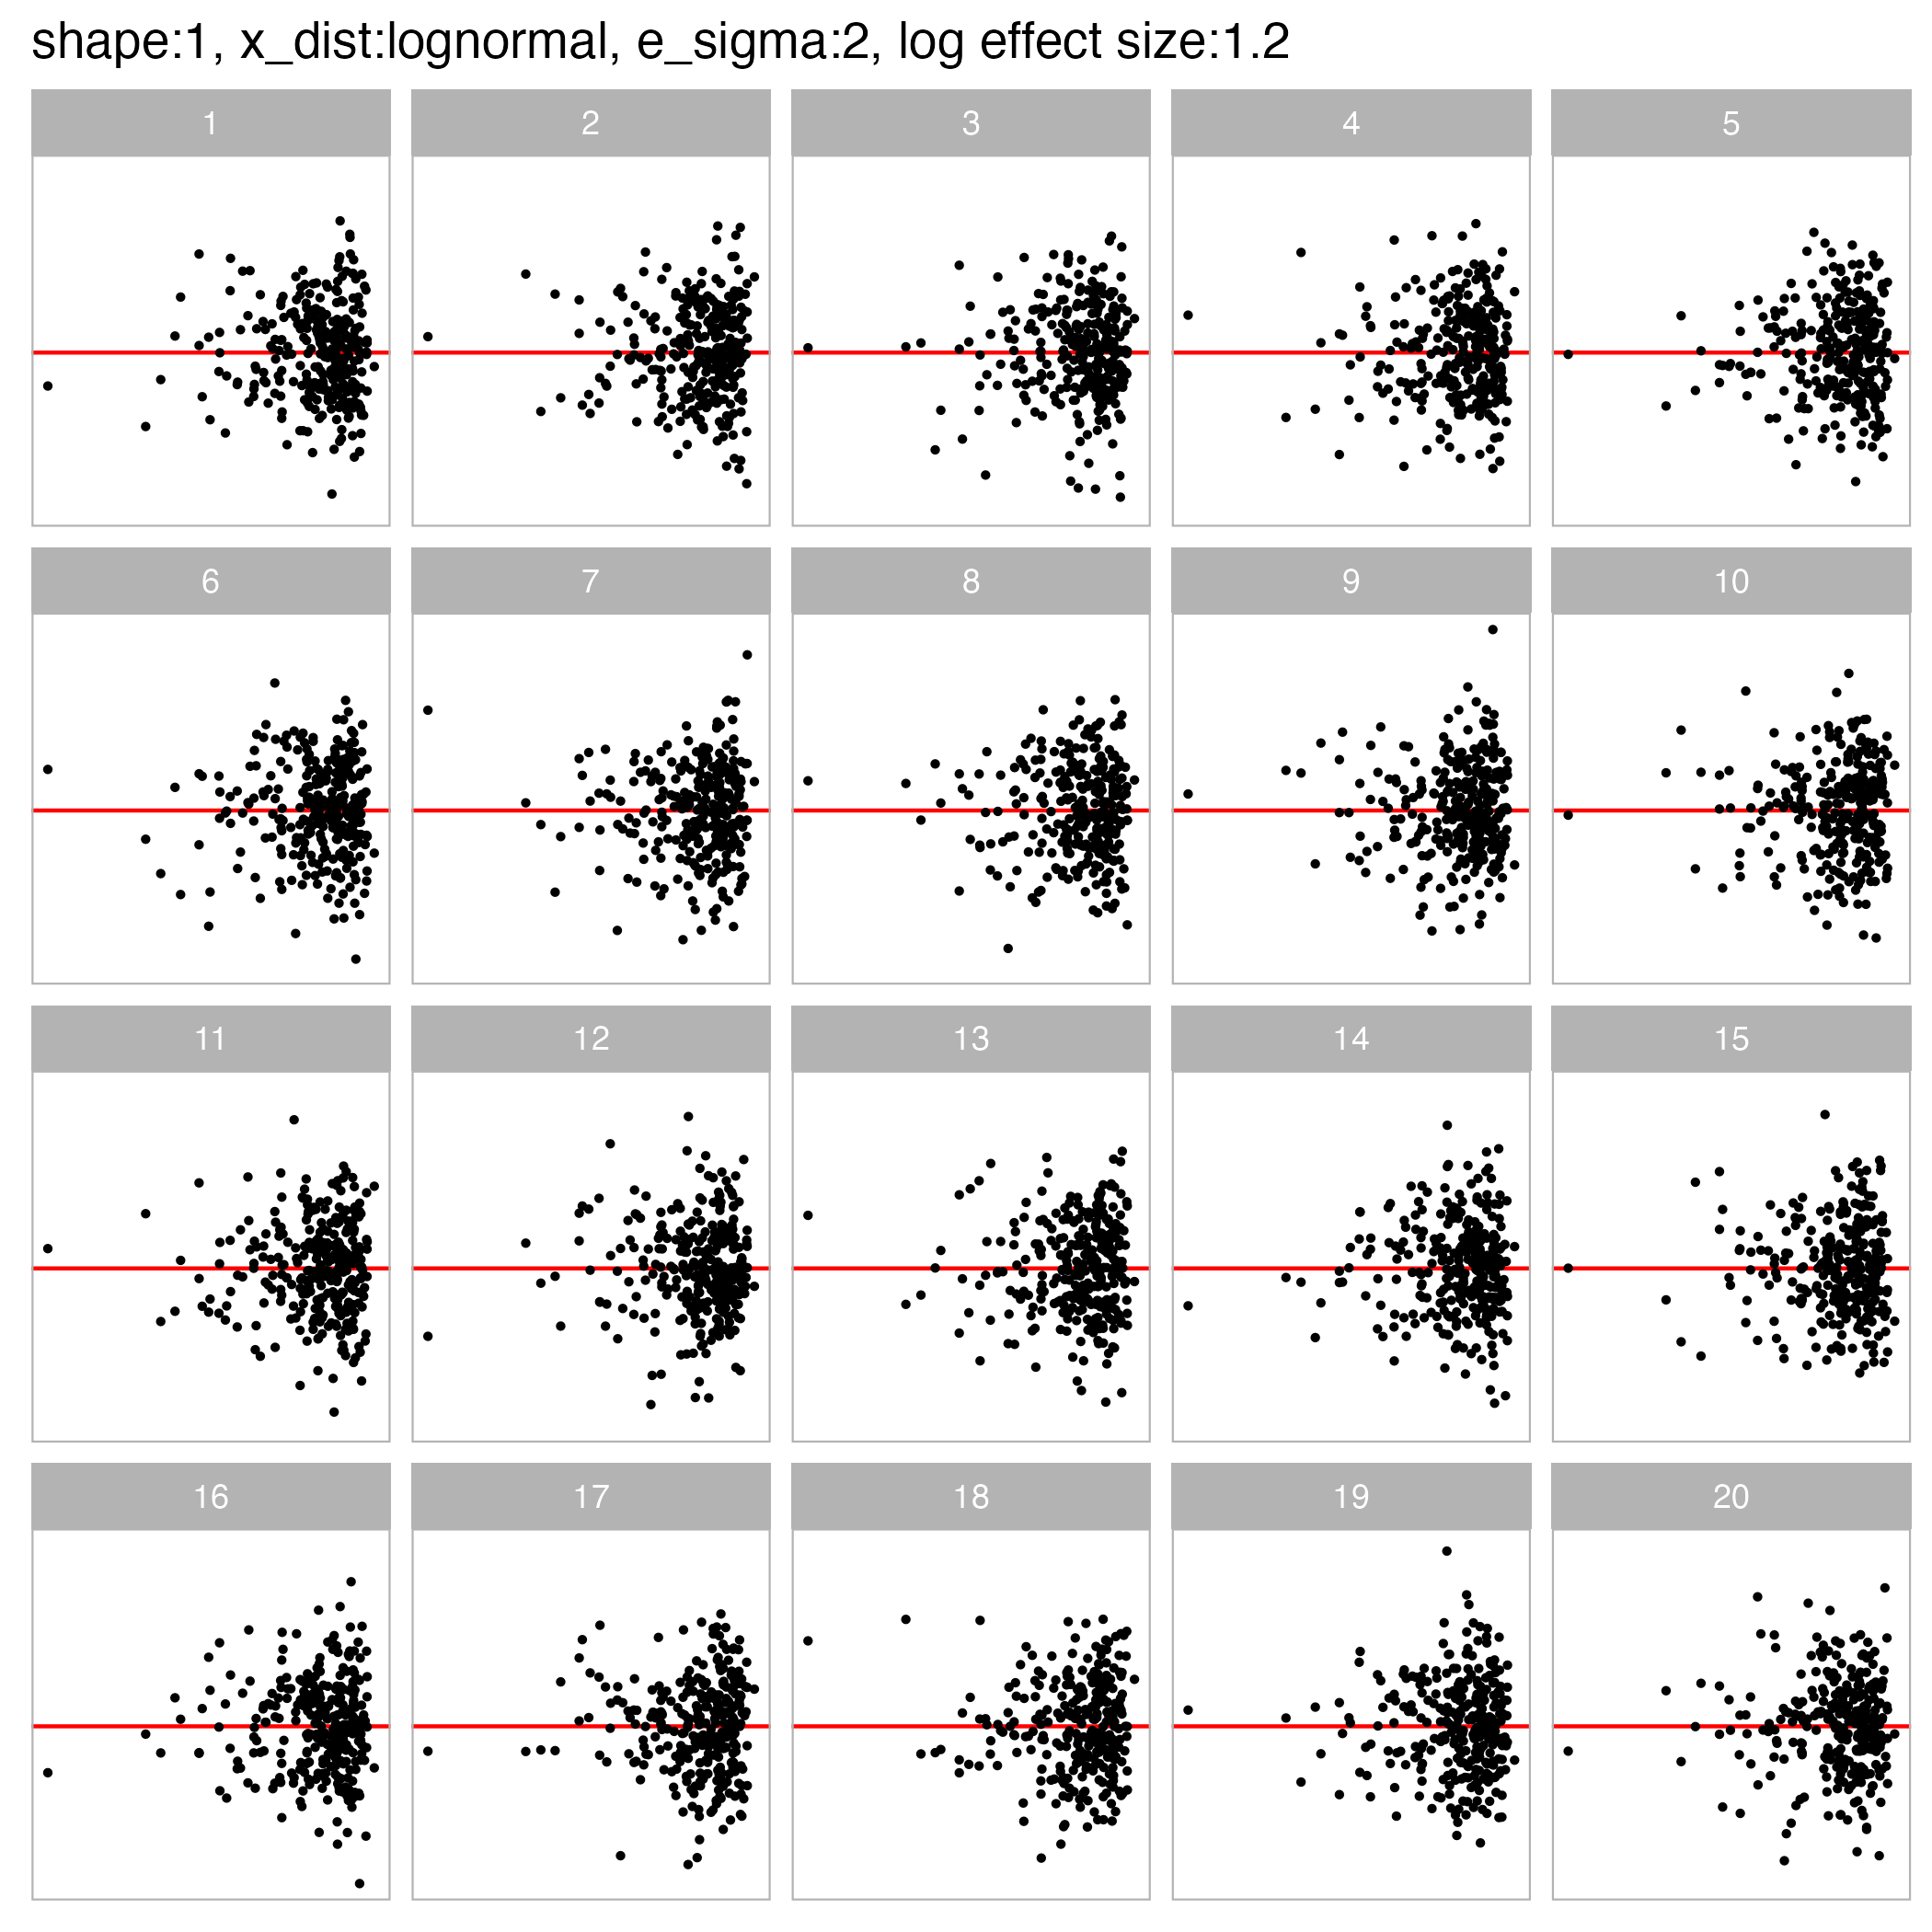 shape:1, x_dist:lognormal, e_sigma:2, log effect size:1.2
1 2 3 4 5
6 7 8 9 10
11 12 13 14 15
16 17 18 19 20